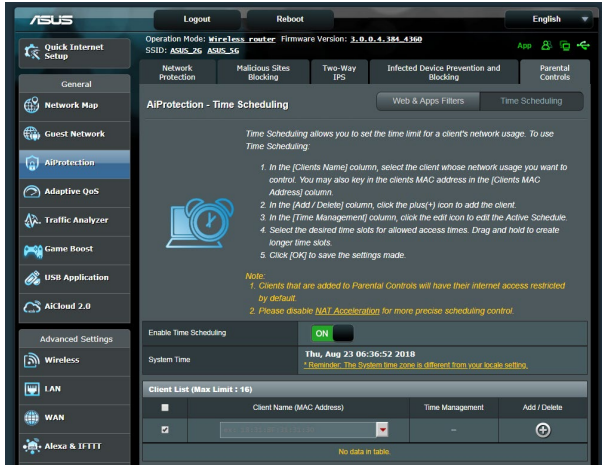 ASUS
Logout
Reboot
English
Quick Internet
Setup
Operation Mode: Wireless router Firmware Version: 3.0.0.4.384_4360
SSID: ASUS_2G ASUS_5G
App
General
Network Map
Guest Network
AiProtection
Adaptive QoS
Traffic Analyzer
Game Boost
USB Application
AiCloud 2.0
Advanced Settings
Wireless
LAN
WAN
Alexa & IFTTT
Network
Protection
Malicious Sites
Blocking
Two-Way
IPS
Infected Device Prevention and
Blocking
Parental
Controls
AiProtection - Time Scheduling
Web & Apps Filters
Time Scheduling
Time Scheduling allows you to set the time limit for a client's network usage. To use
Time Scheduling:
1. In the [Clients Name] column, select the client whose network usage you want to
control. You may also key in the clients MAC address in the [Clients MAC
Address] column.
2. In the [Add / Delete] column, click the plus(+) icon to add the client.
3. In the [Time Management] column, click the edit icon to edit the Active Schedule.
4. Select the desired time slots for allowed access times. Drag and hold to create
longer time slots.
5. Click [OK] to save the settings made.
Note:
1. Clients that are added to Parental Controls will have their internet access restricted
by default.
2. Please disable NAT Acceleration for more precise scheduling control.
Enable Time Scheduling
ON
System Time
Thu, Aug 23 06:36:52 2018
* Reminder: The System time zone is different from your locale setting.
Client List (Max Limit : 16)
Client Name (MAC Address)
Time Management
Add / Delete
--
No data in table.